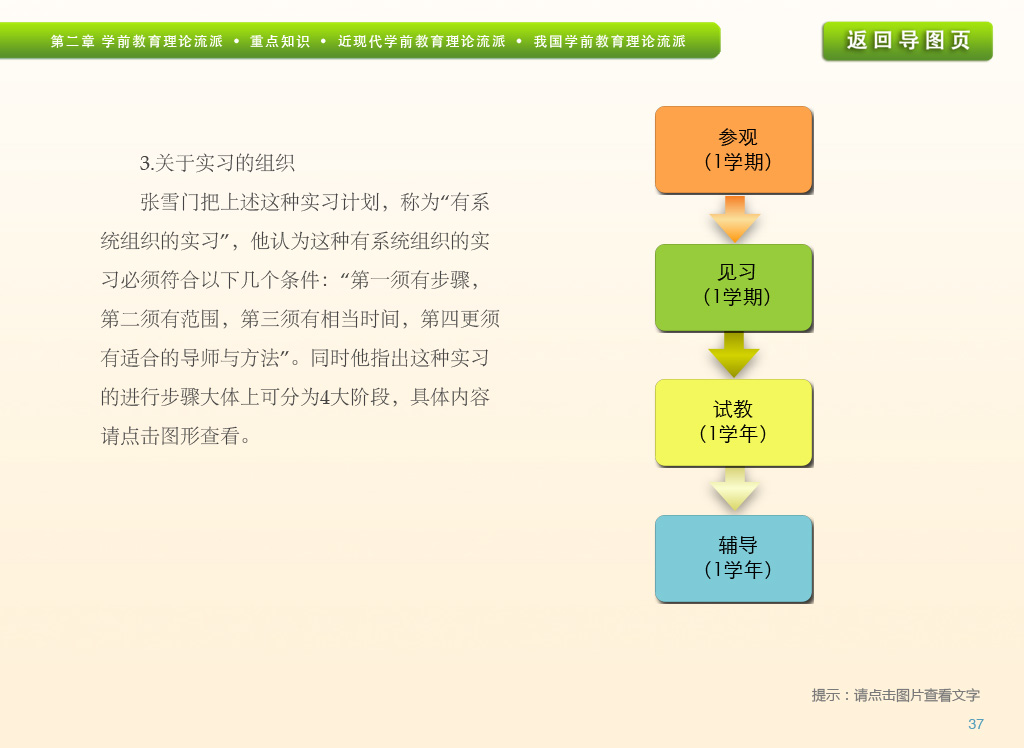 第二章 学前教育理论流派 • 重点知识 • 近现代学前教育理论流派 • 我国学前教育理论流派
返回导图页
3.关于实习的组织
张雪门把上述这种实习计划，称为“有系
统组织的实习”，他认为这种有系统组织的实
习必须符合以下几个条件：“第一须有步骤，
第二须有范围，第三须有相当时间，第四更须
有适合的导师与方法”。同时他指出这种实习
的进行步骤大体上可分为4大阶段，具体内容
请点击图形查看。
参观
（1学期）
见习
（1学期）
试教
（1学年）
辅导
（1学年）
提示：请点击图片查看文字
37